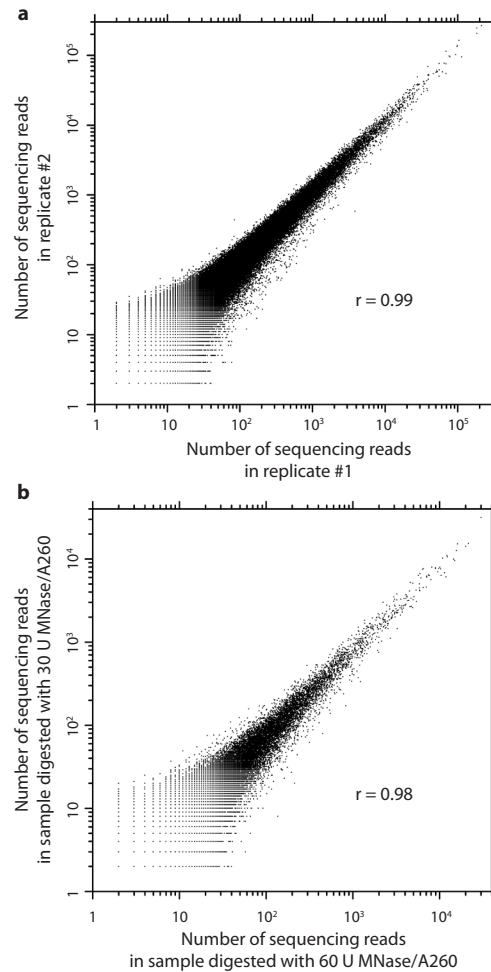 a
Number of sequencing reads
in replicate #2
10⁵
10⁴
10³
10²
10
1
r = 0.99
1
10
10²
10³
10⁴
10⁵
Number of sequencing reads
in replicate #1
b
Number of sequencing reads
in sample digested with 30 U MNase/A260
10⁴
10³
10²
10
1
r = 0.98
1
10
10²
10³
10⁴
Number of sequencing reads
in sample digested with 60 U MNase/A260